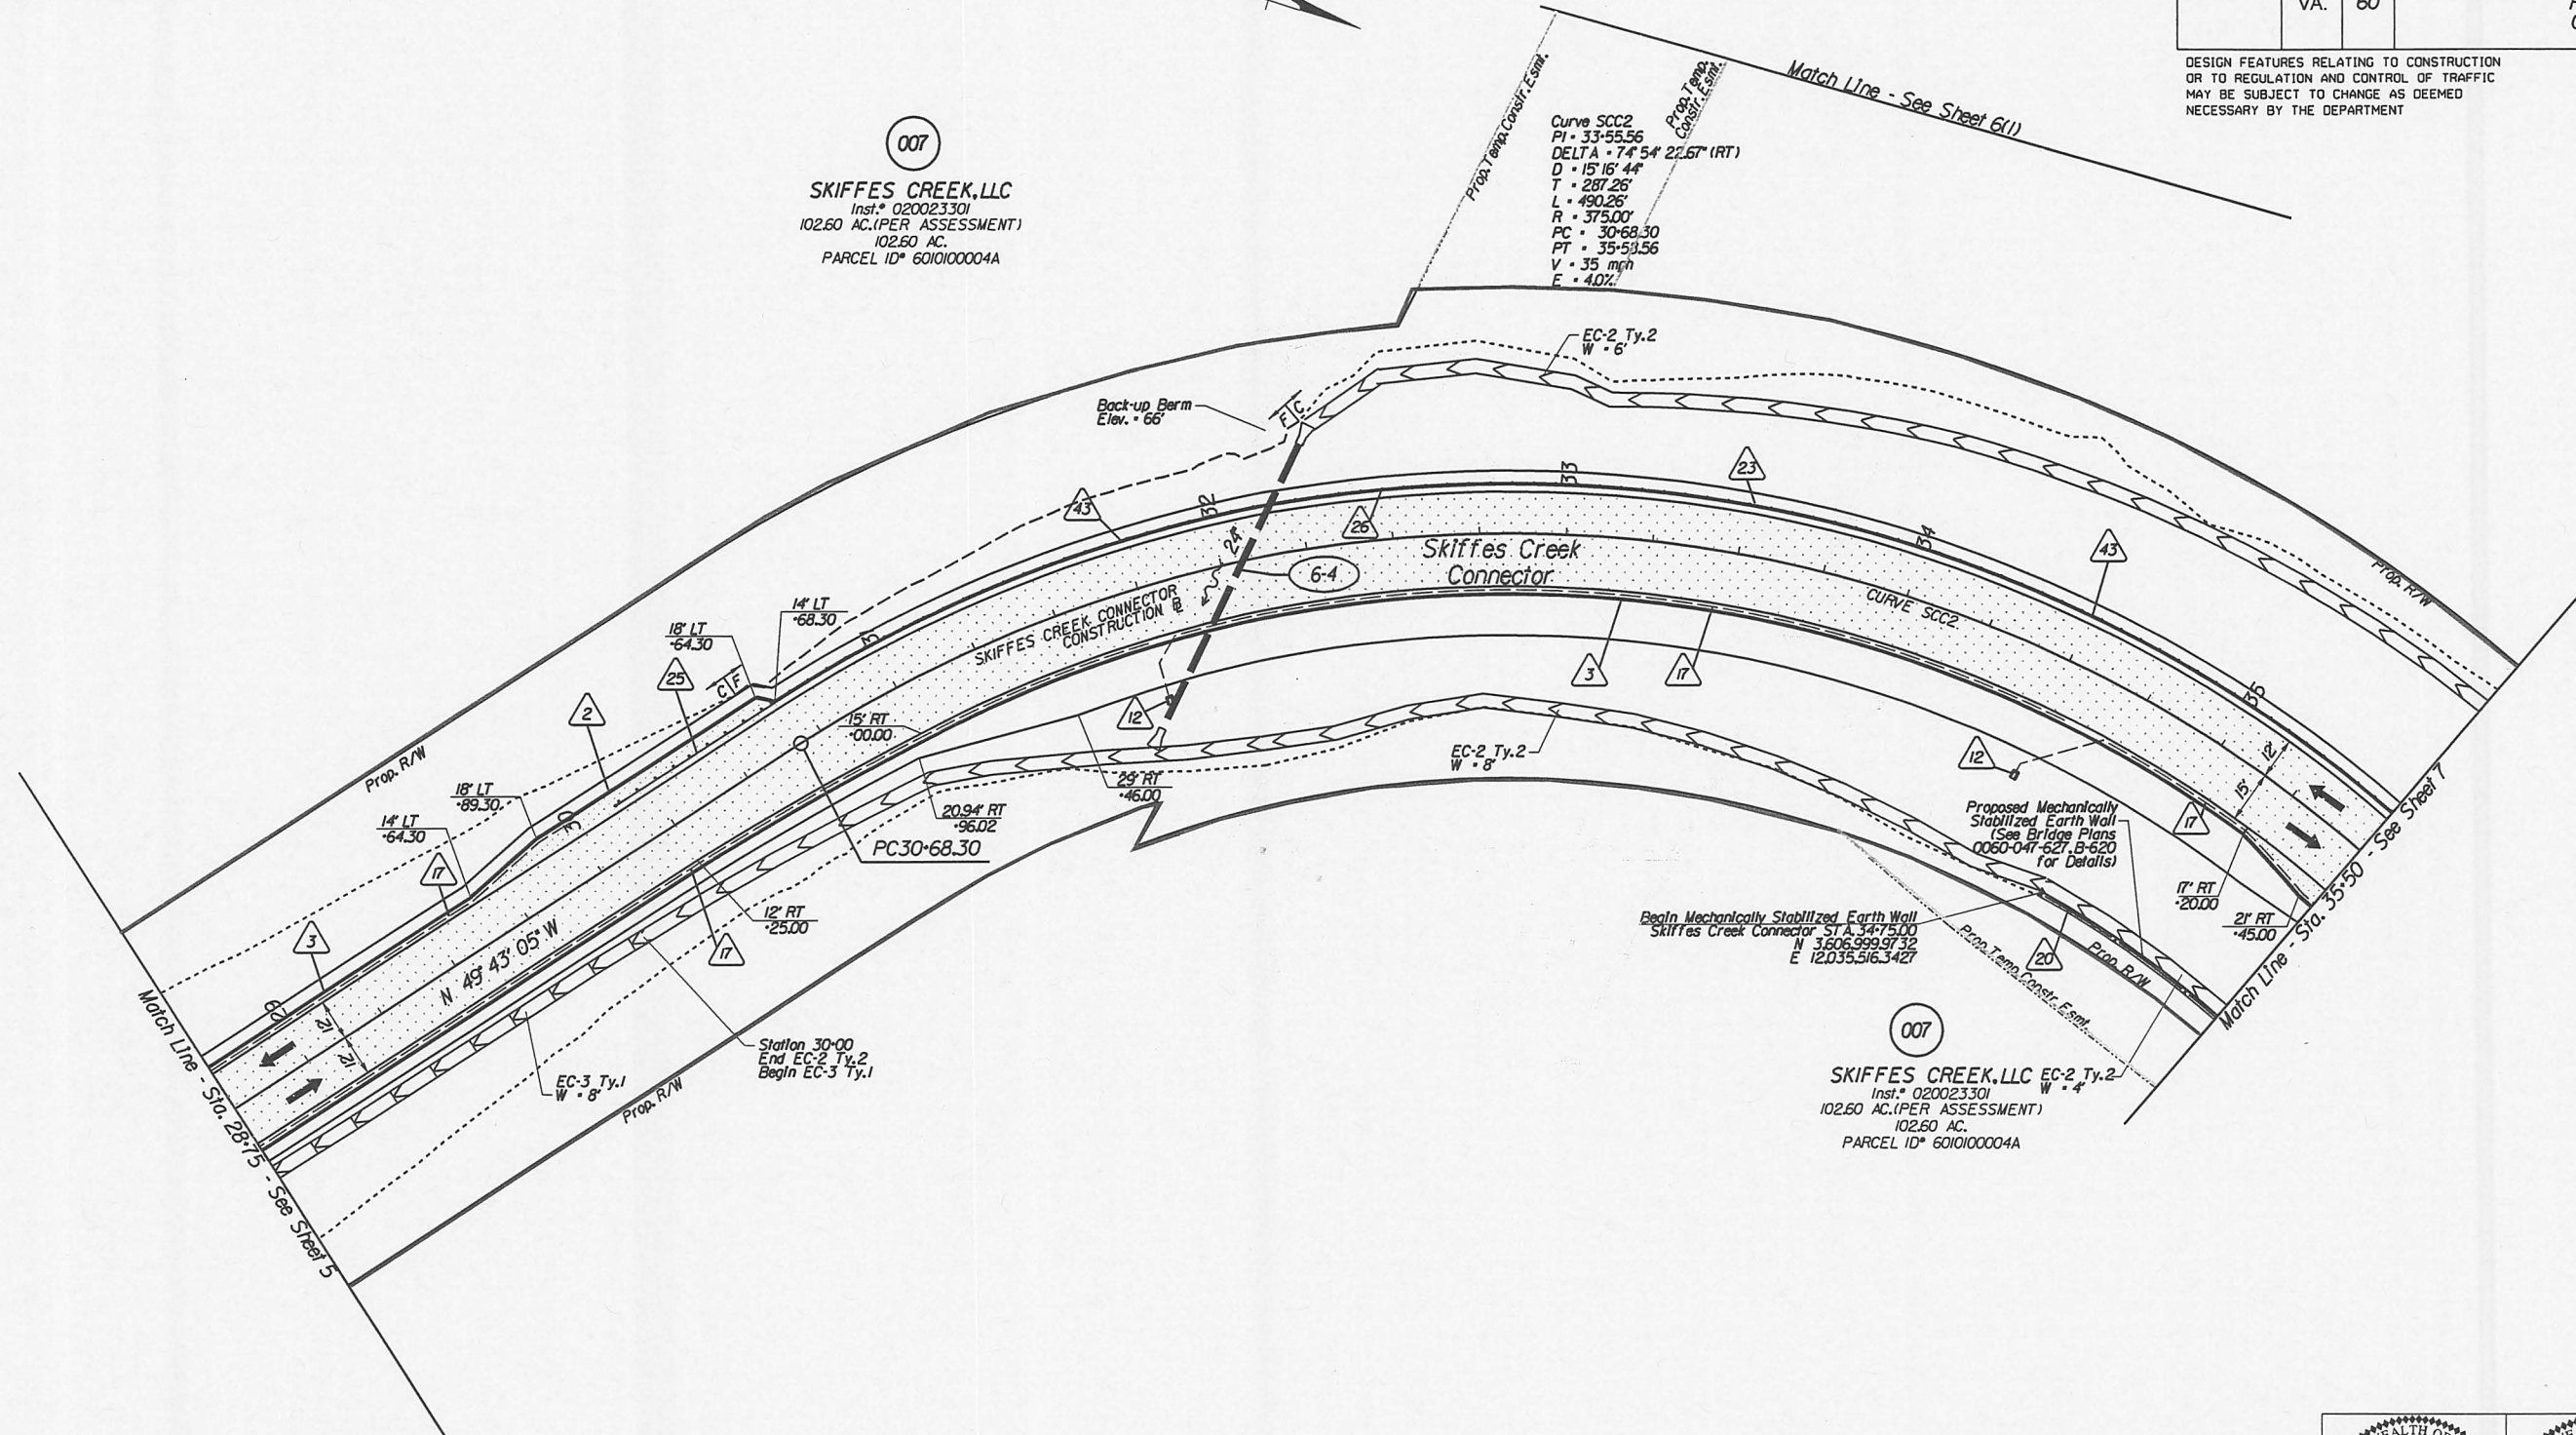 VA.
60
DESIGN FEATURES RELATING TO CONSTRUCTION
OR TO REGULATION AND CONTROL OF TRAFFIC
MAY BE SUBJECT TO CHANGE AS DEEMED
NECESSARY BY THE DEPARTMENT
Match Line - See Sheet 6(1)
Prop.Temp.Constr.Esmt.
Prop.Temp.
Constr.Esmt.
Curve SCC2
PI = 33+55.56
DELTA = 74° 54' 22.67" (RT)
D = 15° 16' 44"
T = 287.26'
L = 490.26'
R = 375.00'
PC = 30+68.30
PT = 35+58.56
V = 35 mph
E = 4.0%
007
SKIFFES CREEK, LLC
Inst.# 020023301
102.60 AC.(PER ASSESSMENT)
102.60 AC.
PARCEL ID# 6010100004A
EC-2 Ty.2
W = 6'
Back-up Berm
Elev. = 66'
F C
43
32
26
33
23
34
43
24"
6-4
Skiffes Creek
Connector
SKIFFES CREEK CONNECTOR
CONSTRUCTION B
CURVE SCC2
Prop. R/W
14' LT
+68.30
18' LT
+64.30
31
25
C F
2
Prop. R/W
18' LT
+89.30
30
14' LT
+64.30
17
3
15' RT
+00.00
12
29' RT
+46.00
20.94' RT
+96.02
PC30+68.30
12' RT
+25.00
17
3
17
EC-2 Ty.2
W = 8'
12
35
12'
15'
17
Proposed Mechanically
Stabilized Earth Wall
(See Bridge Plans
0060-047-627, B-620
for Details)
17' RT
+20.00
21' RT
+45.00
Match Line - Sta. 35+50 - See Sheet 7
Begin Mechanically Stabilized Earth Wall
Skiffes Creek Connector STA. 34+75.00
N 3,606,999.9732
E 12,035,516.3427
20
Prop. R/W
Prop.Temp.Constr.Esmt.
N 49° 43' 05" W
29
12'
12'
Station 30+00
End EC-2 Ty.2
Begin EC-3 Ty.1
EC-3 Ty.1
W = 8'
Prop. R/W
Match Line - Sta. 28+75 - See Sheet 5
007
SKIFFES CREEK, LLC
Inst.# 020023301
102.60 AC.(PER ASSESSMENT)
102.60 AC.
PARCEL ID# 6010100004A
EC-2 Ty.2
W = 4'